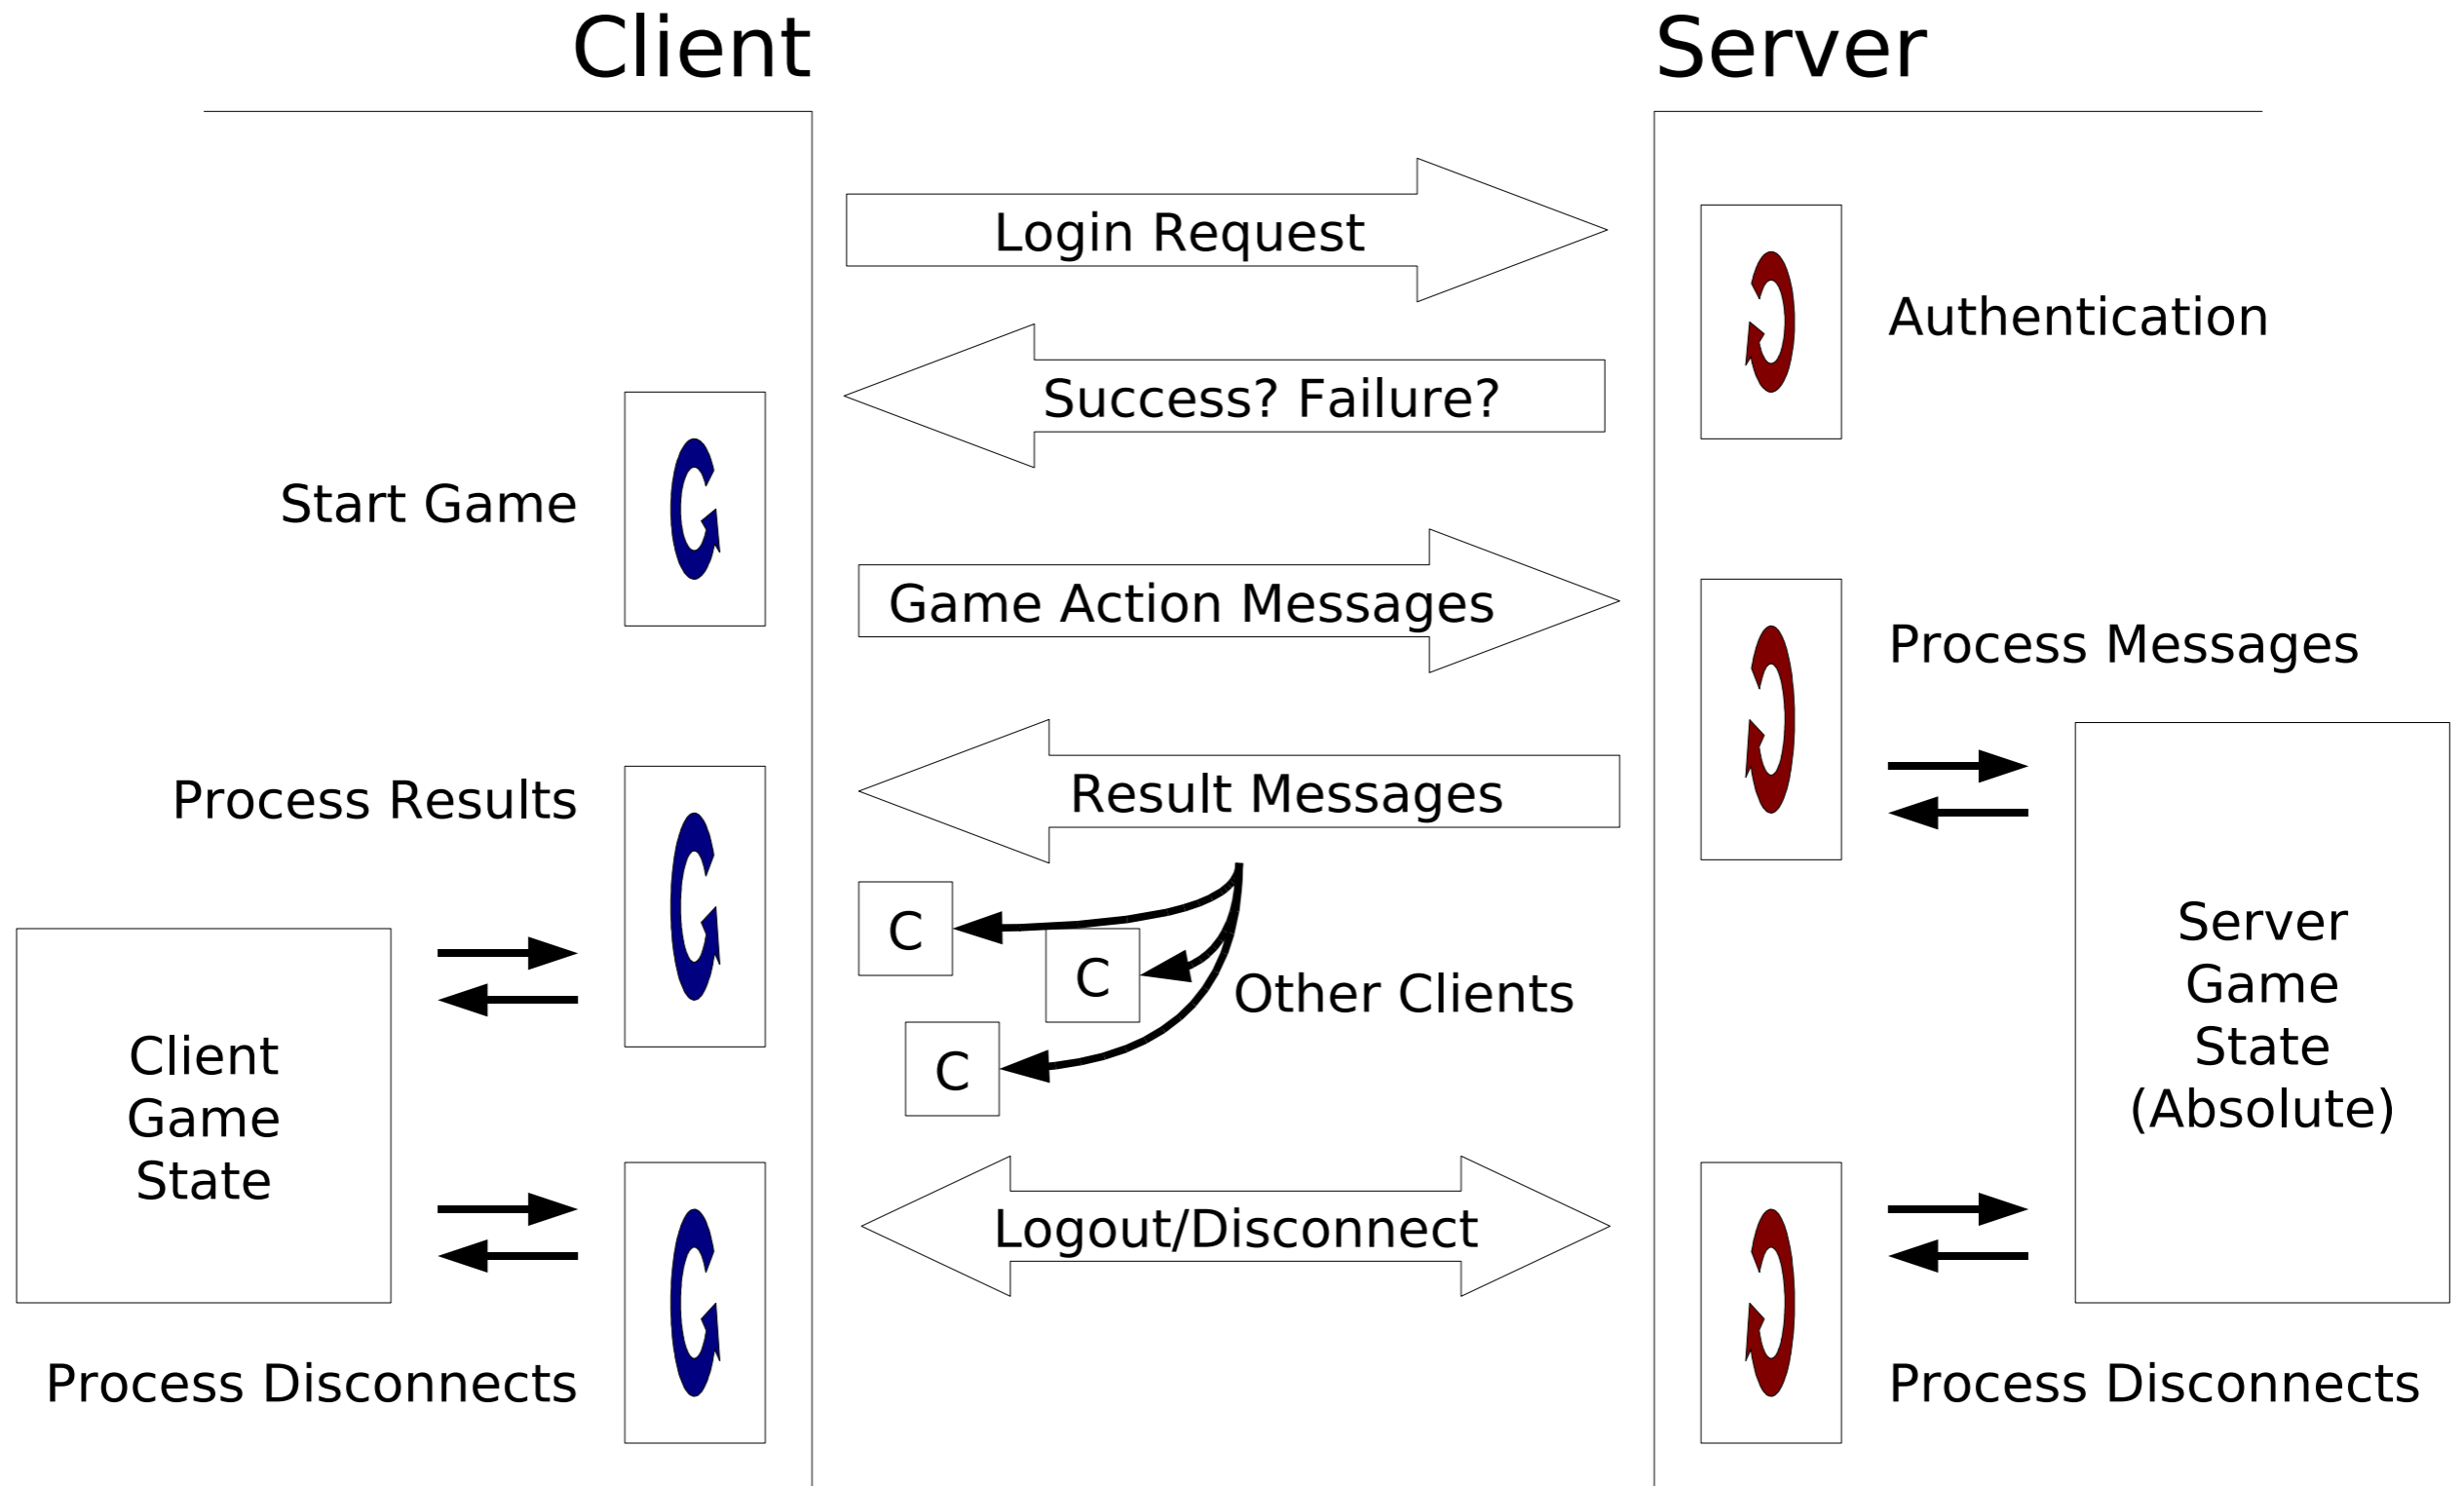 Client
Server
Login Request
Authentication
Success? Failure?
Start Game
Game Action Messages
Process Messages
Process Results
Result Messages
C
C
C
Other Clients
Client
Game
State
Server
Game
State
(Absolute)
Logout/Disconnect
Process Disconnects
Process Disconnects